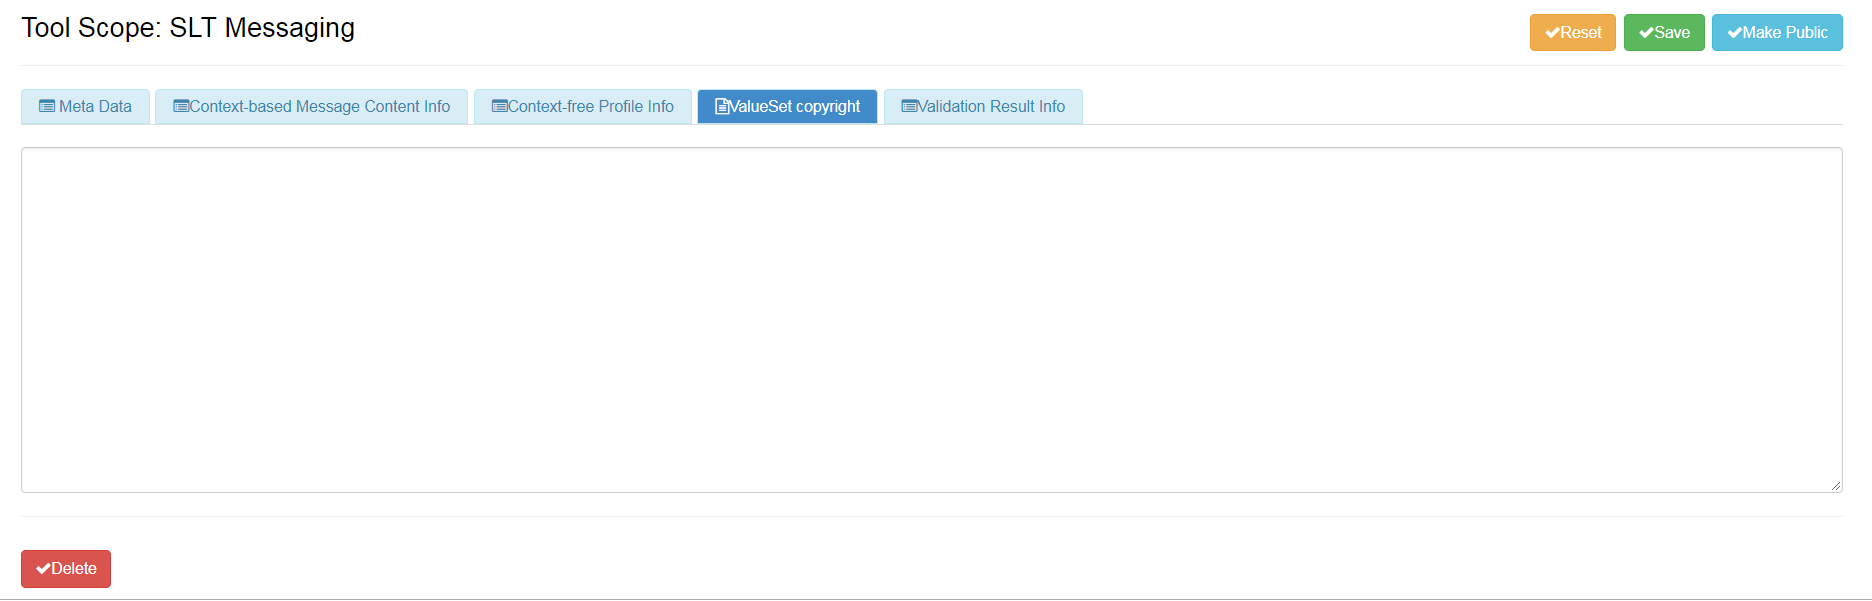 Tool Scope: SLT Messaging
Reset Save Make Public
Meta Data Context-based Message Content Info Context-free Profile Info ValueSet copyright Validation Result Info
Delete